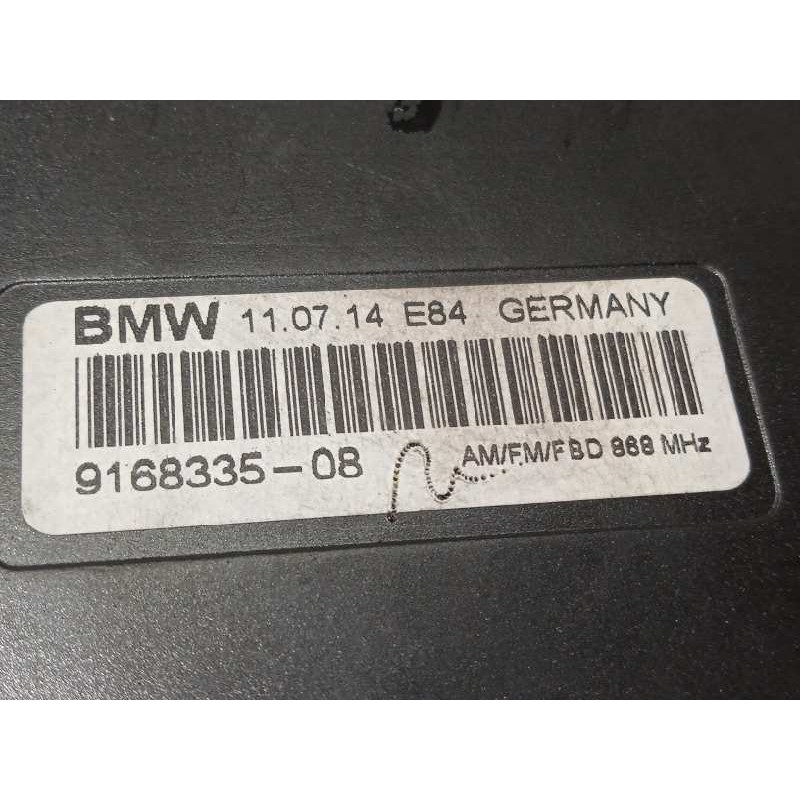 BMW 11.07.14 E84 GERMANY
9168335-08 AM/FM/FBD 868 MHz